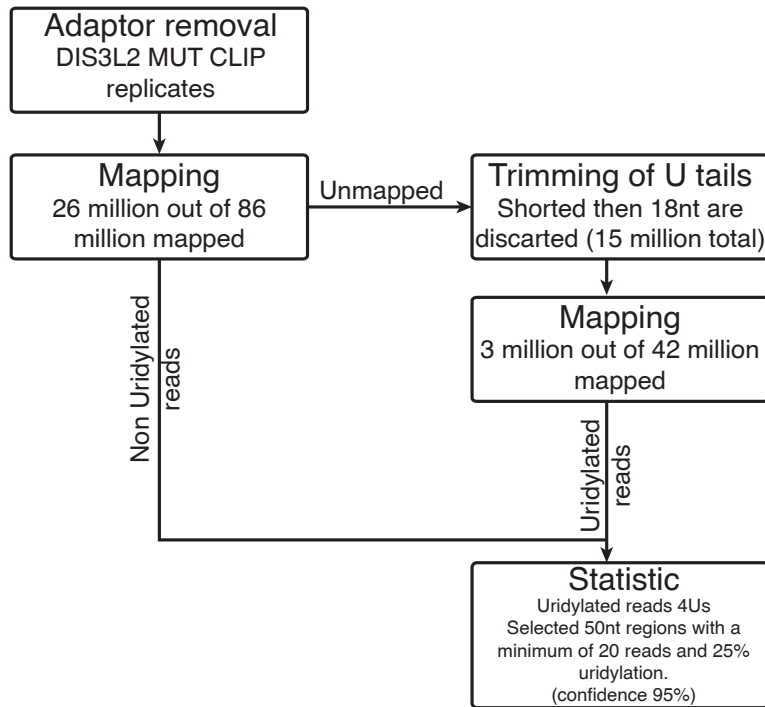 Adaptor removal
DIS3L2 MUT CLIP
replicates
Mapping
26 million out of 86
million mapped
Unmapped
Trimming of U tails
Shorted then 18nt are
discarted (15 million total)
Mapping
3 million out of 42 million
mapped
Non Uridylated
reads
Uridylated
reads
Statistic
Uridylated reads 4Us
Selected 50nt regions with a
minimum of 20 reads and 25%
uridylation.
(confidence 95%)